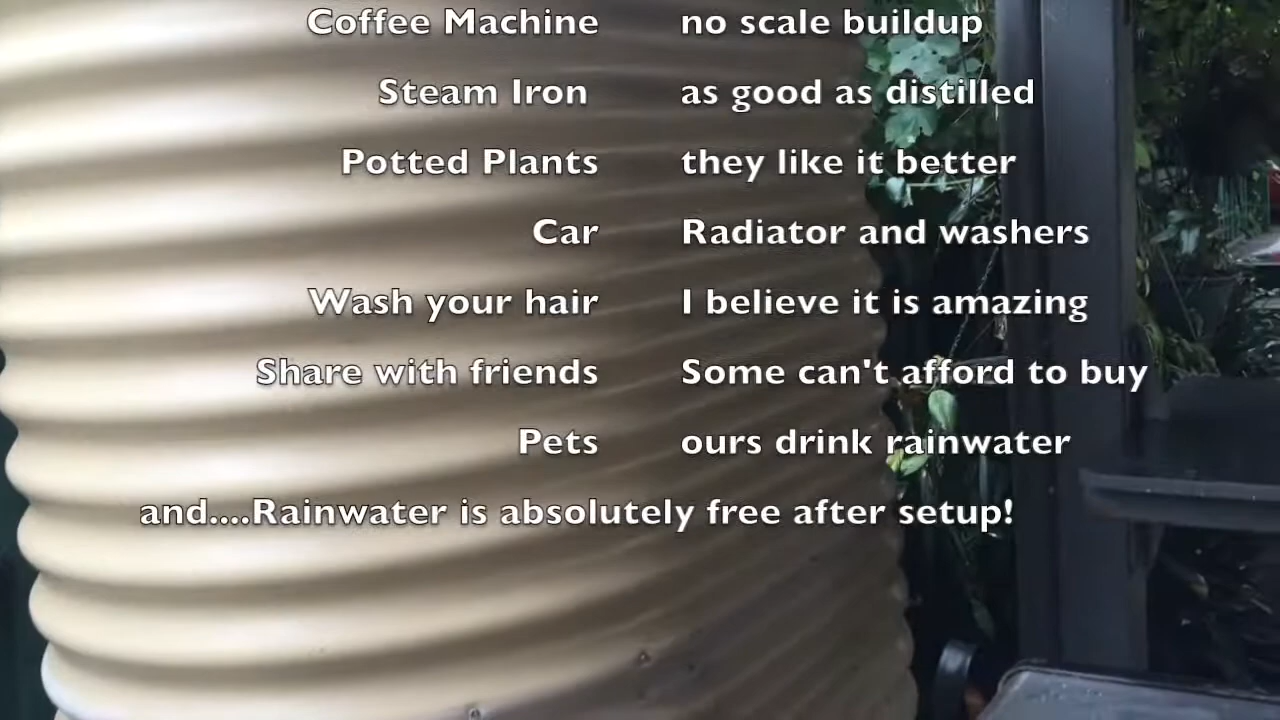 Coffee Machine no scale buildup
Steam Iron as good as distilled
Potted Plants they like it better
Car Radiator and washers
Wash your hair I believe it is amazing
Share with friends Some can't afford to buy
Pets ours drink rainwater
and....Rainwater is absolutely free after setup!